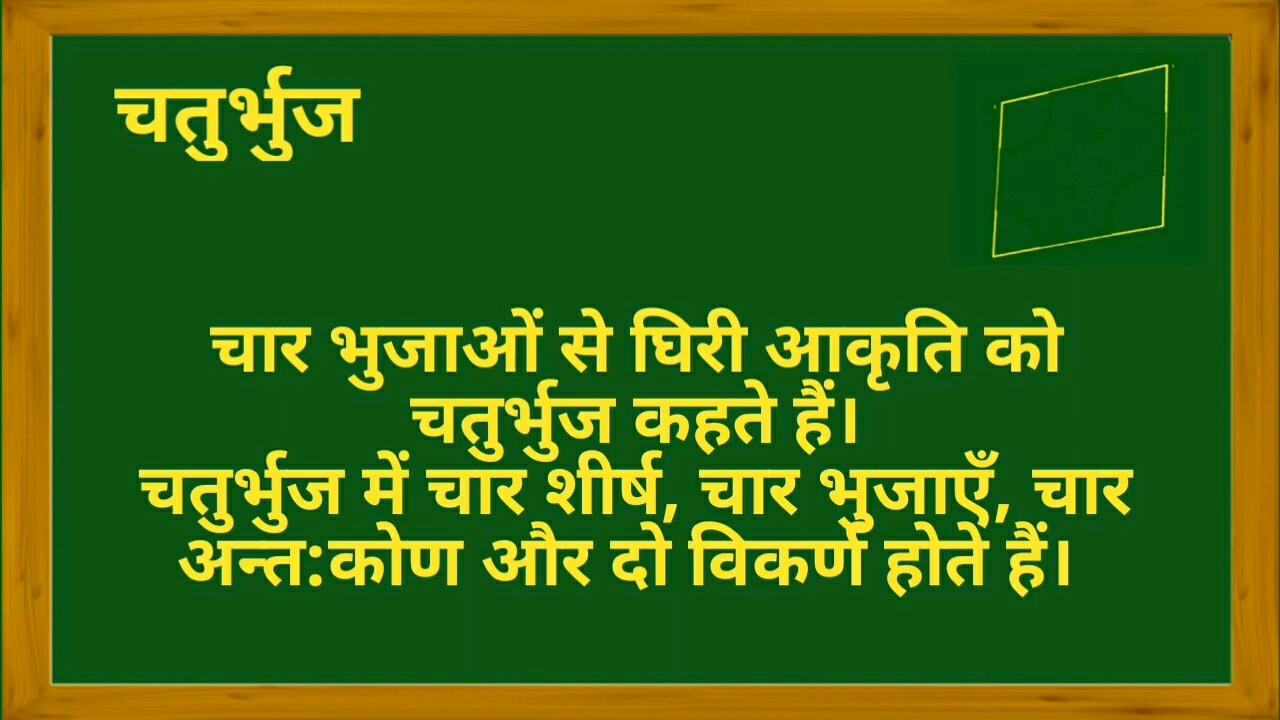 चतुर्भुज
चार भुजाओं से घिरी आकृति को
चतुर्भुज कहते हैं।
चतुर्भुज में चार शीर्ष, चार भुजाएँ, चार
अन्त:कोण और दो विकर्ण होते हैं।